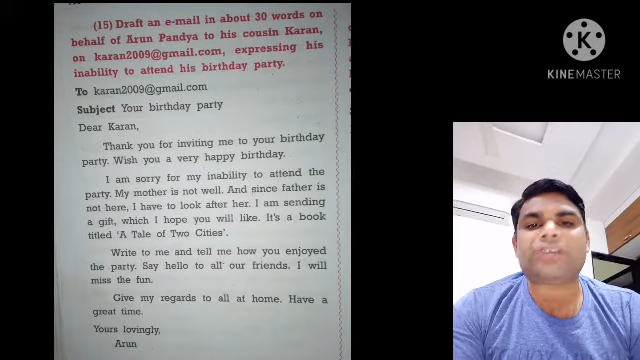 (15) Draft an e-mail in about 30 words on
behalf of Arun Pandya to his cousin Karan,
on karan2009@gmail.com, expressing his
inability to attend his birthday party.
To karan2009@gmail.com
Subject Your birthday party
Dear Karan,
Thank you for inviting me to your birthday
party. Wish you a very happy birthday.
I am sorry for my inability to attend the
party. My mother is not well. And since father is
not here, I have to look after her. I am sending
a gift, which I hope you will like. It's a book
titled 'A Tale of Two Cities'.
Write to me and tell me how you enjoyed
the party. Say hello to all our friends. I will
miss the fun.
Give my regards to all at home. Have a
great time.
Yours lovingly,
Arun
K
KINEMASTER